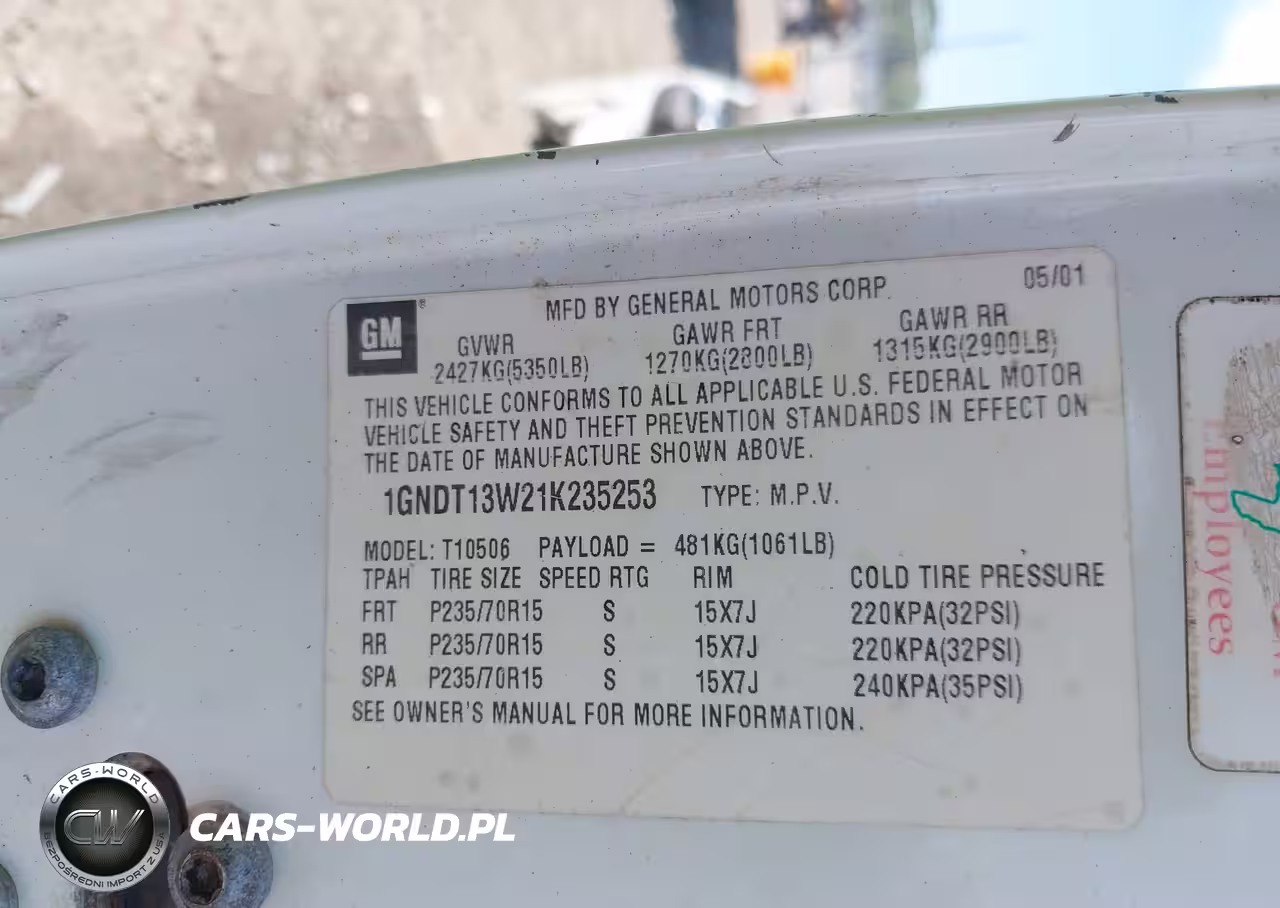 MFD BY GENERAL MOTORS CORP. 05/01
GM®
GVWR GAWR FRT GAWR RR
2427KG(5350LB) 1270KG(2800LB) 1315KG(2900LB)
THIS VEHICLE CONFORMS TO ALL APPLICABLE U.S. FEDERAL MOTOR
VEHICLE SAFETY AND THEFT PREVENTION STANDARDS IN EFFECT ON
THE DATE OF MANUFACTURE SHOWN ABOVE.
1GNDT13W21K235253 TYPE: M.P.V.
MODEL: T10506 PAYLOAD = 481KG(1061LB)
TPAH TIRE SIZE SPEED RTG RIM COLD TIRE PRESSURE
FRT P235/70R15 S 15X7J 220KPA(32PSI)
RR P235/70R15 S 15X7J 220KPA(32PSI)
SPA P235/70R15 S 15X7J 240KPA(35PSI)
SEE OWNER'S MANUAL FOR MORE INFORMATION.
Employees
CARS-WORLD
CW
BEZPOŚREDNI IMPORT Z USA
CARS-WORLD.PL